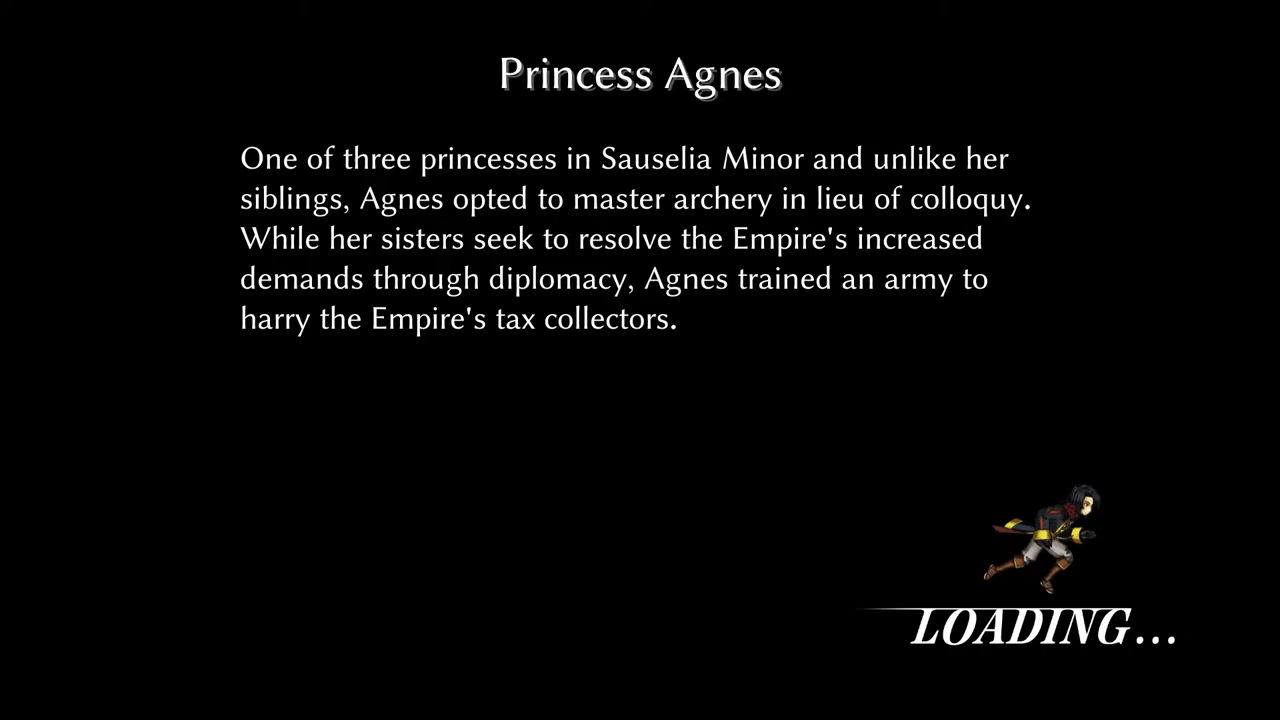 Princess Agnes
One of three princesses in Sauselia Minor and unlike her
siblings, Agnes opted to master archery in lieu of colloquy.
While her sisters seek to resolve the Empire's increased
demands through diplomacy, Agnes trained an army to
harry the Empire's tax collectors.
LOADING...